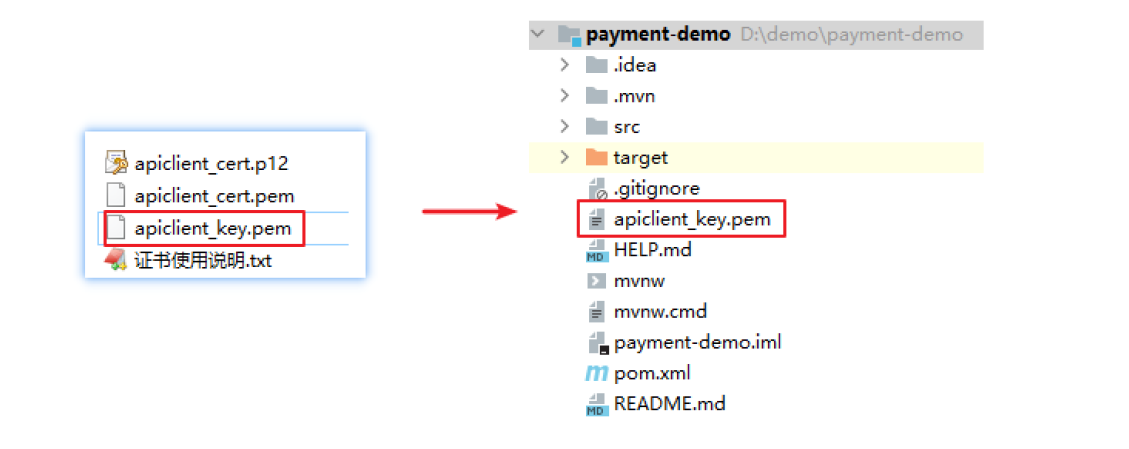 apiclient_cert.p12
apiclient_cert.pem
apiclient_key.pem
证书使用说明.txt
payment-demo D:\demo\payment-demo
.idea
.mvn
src
target
.gitignore
apiclient_key.pem
MD HELP.md
mvnw
mvnw.cmd
payment-demo.iml
m pom.xml
MD README.md